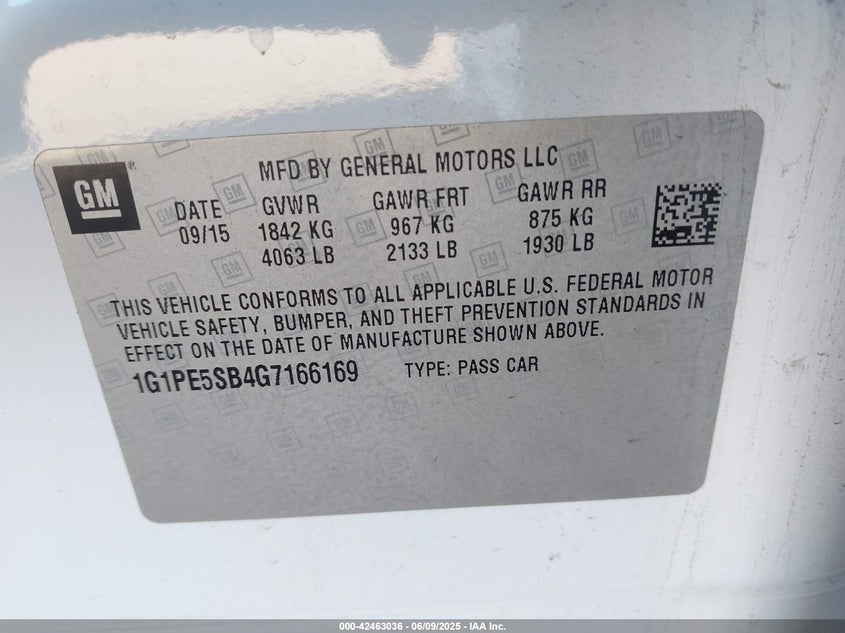 GM ®
MFD BY GENERAL MOTORS LLC
DATE GVWR GAWR FRT GAWR RR
09/15 1842 KG 967 KG 875 KG
4063 LB 2133 LB 1930 LB
THIS VEHICLE CONFORMS TO ALL APPLICABLE U.S. FEDERAL MOTOR
VEHICLE SAFETY, BUMPER, AND THEFT PREVENTION STANDARDS IN
EFFECT ON THE DATE OF MANUFACTURE SHOWN ABOVE.
1G1PE5SB4G7166169 TYPE: PASS CAR
000-42463036 - 06/09/2025 - IAA Inc.